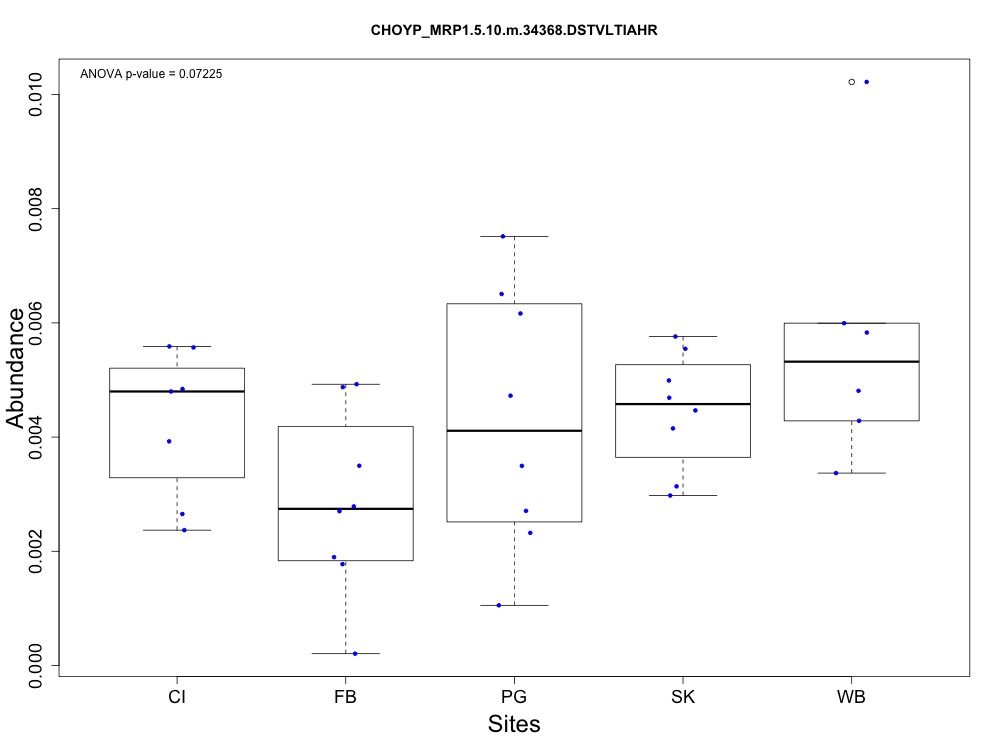 CHOYP_MRP1.5.10.m.34368.DSTVLTIAHR
ANOVA p-value = 0.07225
0.010
0.008
0.006
0.004
0.002
0.000
Abundance
CI FB PG SK WB
Sites